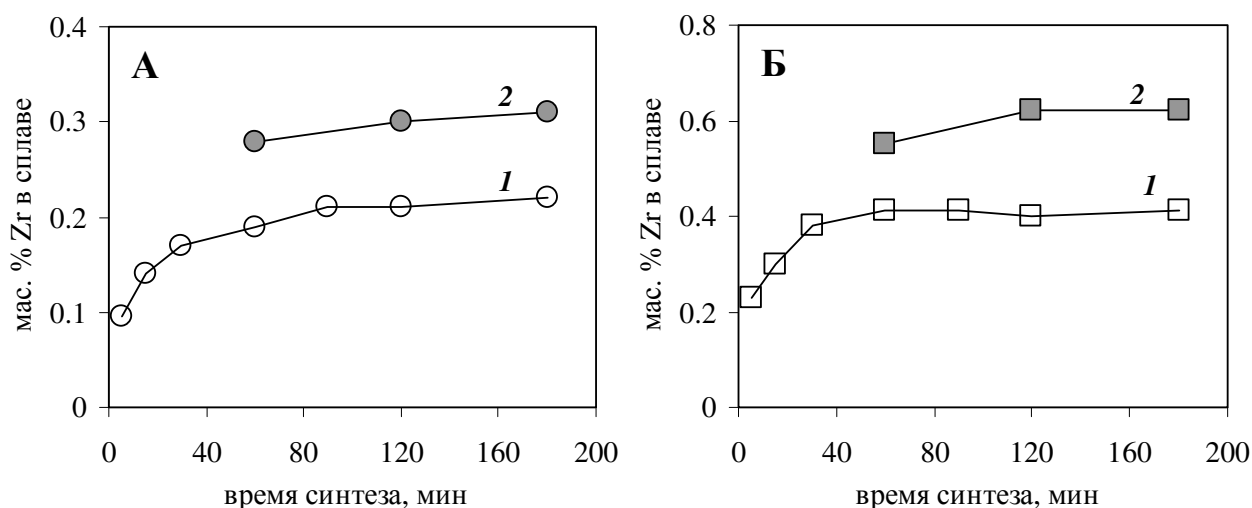 А
мас. % Zr в сплаве
0.4
0.3
0.2
0.1
0
2
1
0 40 80 120 160 200
время синтеза, мин
Б
мас. % Zr в сплаве
0.8
0.6
0.4
0.2
0
2
1
0 40 80 120 160 200
время синтеза, мин